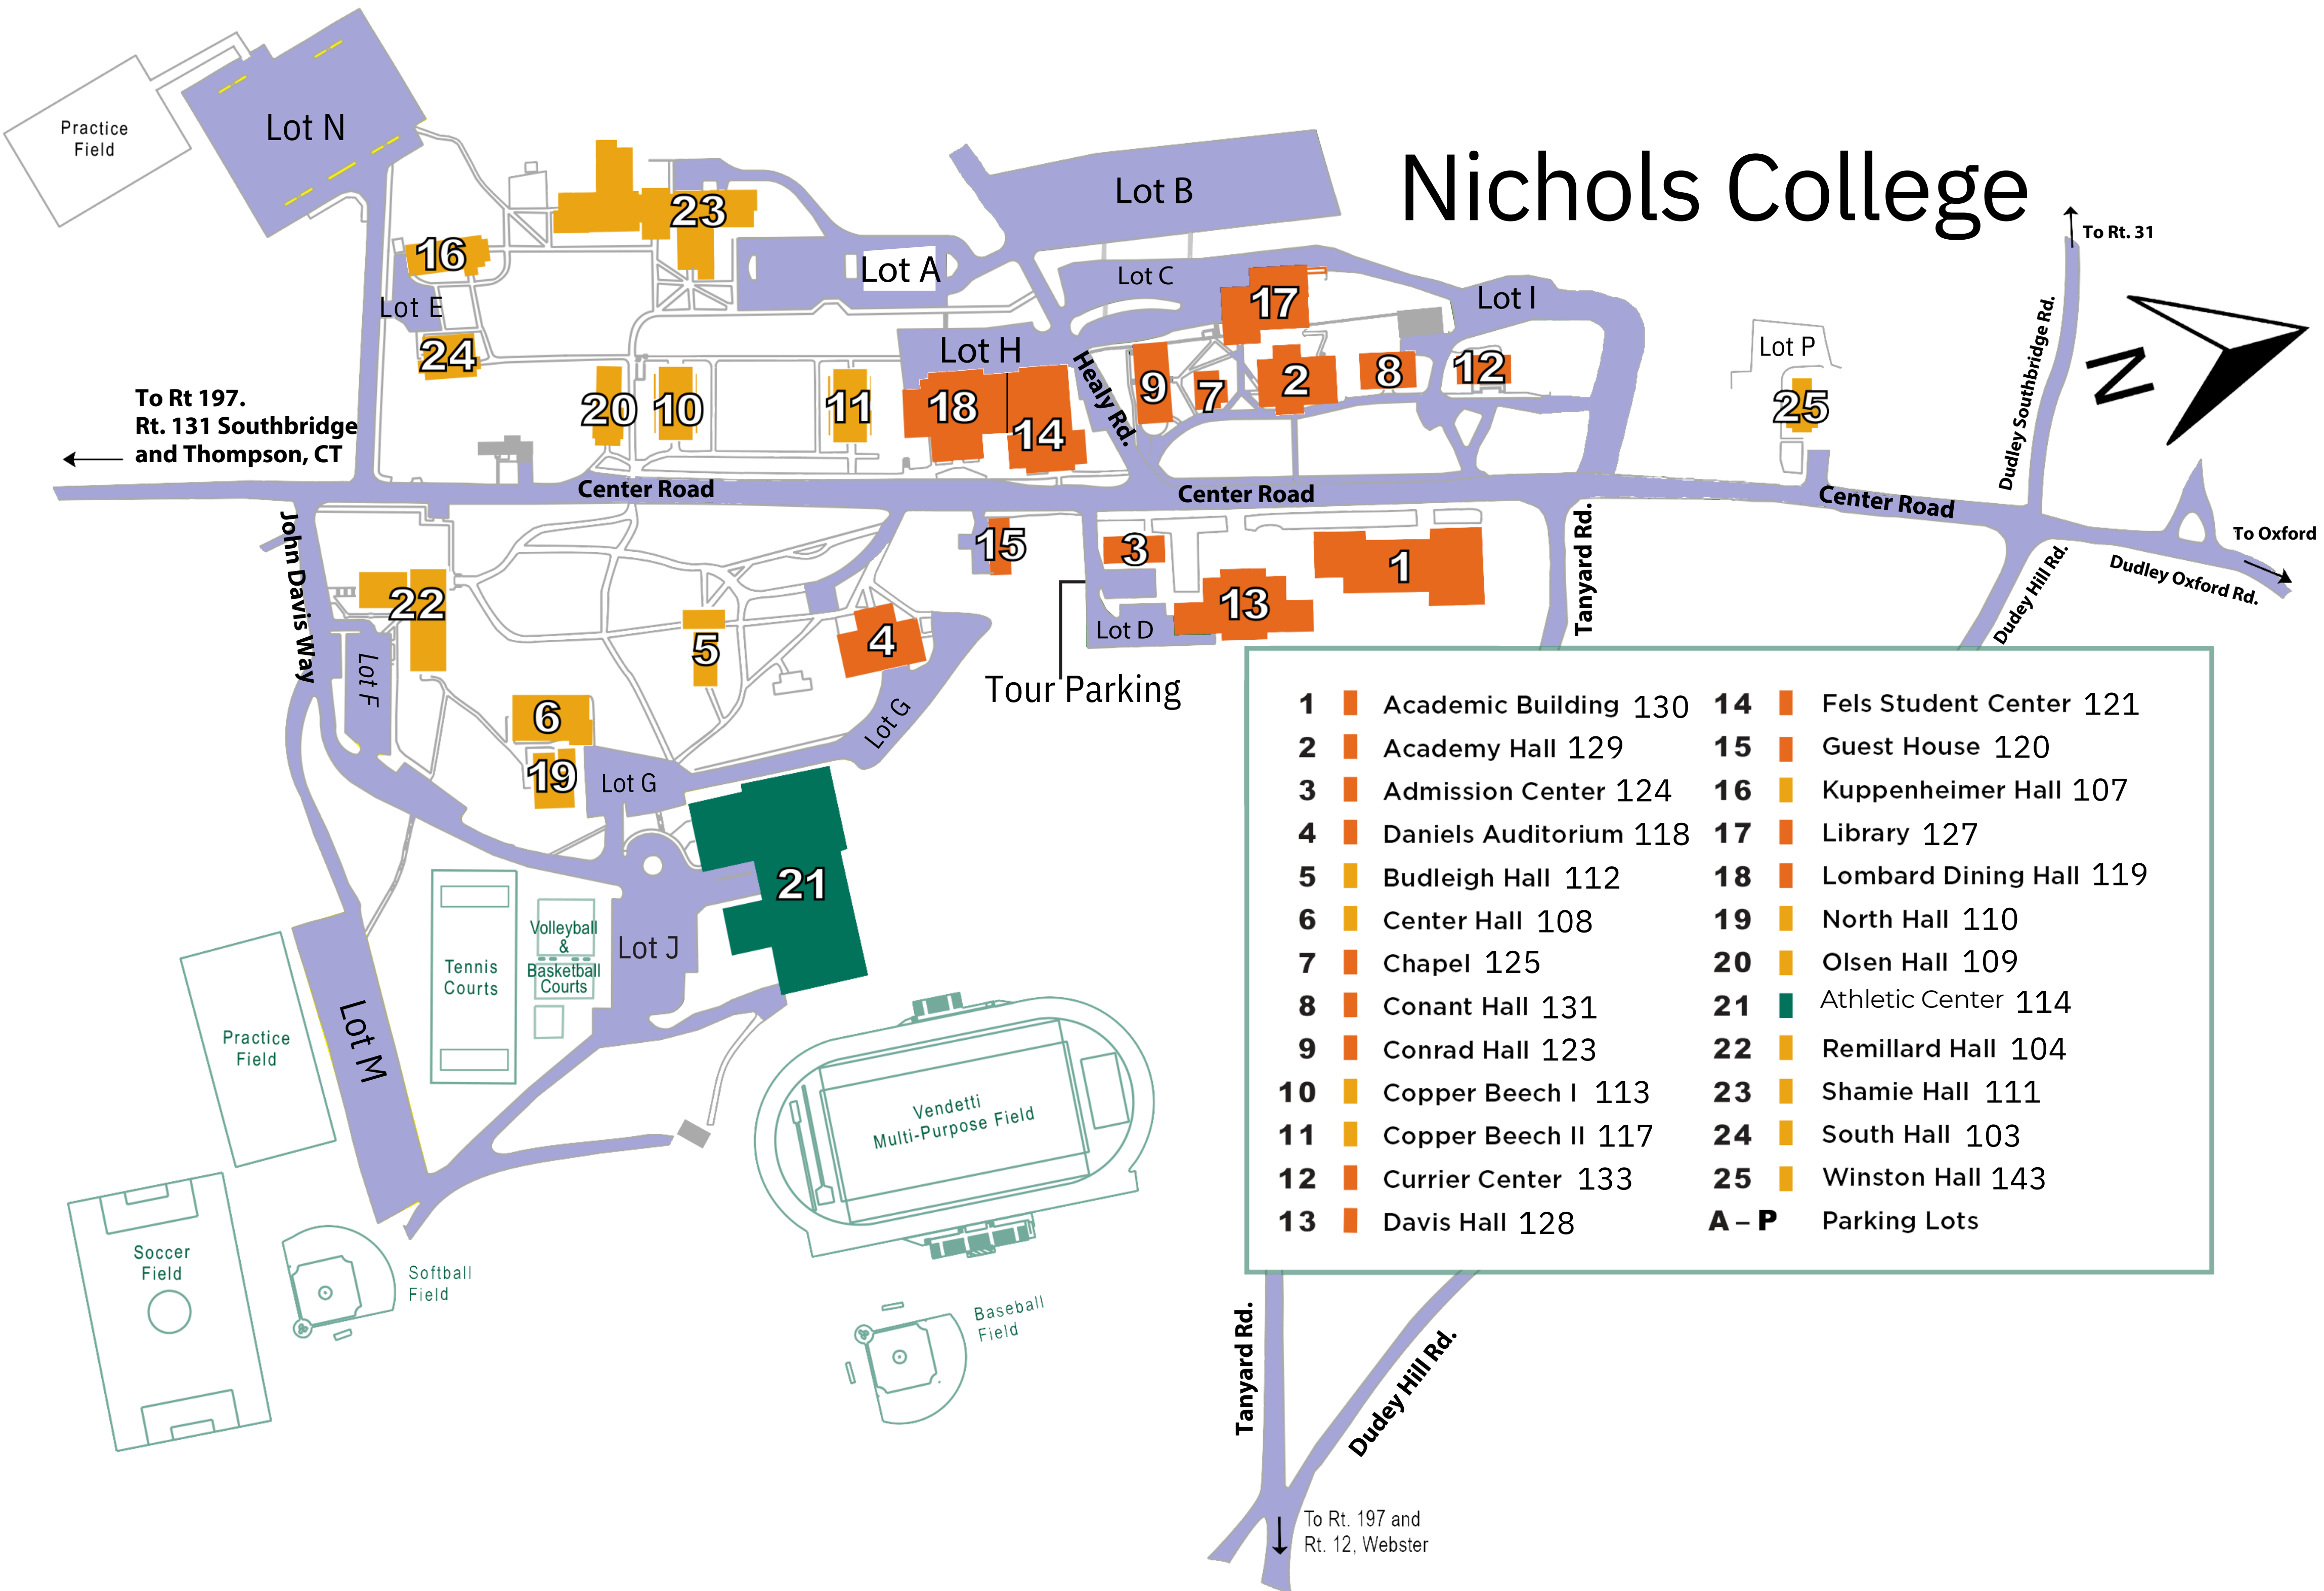 Nichols College
Practice
Field
Lot N
Lot B
Lot A
Lot C
Lot I
Lot E
Lot H
Lot P
16
23
17
24
20
10
11
18
14
9
7
2
8
12
25
Healy Rd.
To Rt. 31
Dudley Southbridge Rd.
N
To Rt 197.
Rt. 131 Southbridge
and Thompson, CT
Center Road
Center Road
Center Road
To Oxford
Dudley Oxford Rd.
Dudey Hill Rd.
Tanyard Rd.
John Davis Way
15
3
1
13
22
5
4
6
19
21
Lot D
Tour Parking
Lot F
Lot G
Lot G
Lot J
Lot M
Volleyball
&
Basketball
Courts
Tennis
Courts
Practice
Field
Vendetti
Multi-Purpose Field
Soccer
Field
Softball
Field
Baseball
Field
1 Academic Building 130
2 Academy Hall 129
3 Admission Center 124
4 Daniels Auditorium 118
5 Budleigh Hall 112
6 Center Hall 108
7 Chapel 125
8 Conant Hall 131
9 Conrad Hall 123
10 Copper Beech I 113
11 Copper Beech II 117
12 Currier Center 133
13 Davis Hall 128
14 Fels Student Center 121
15 Guest House 120
16 Kuppenheimer Hall 107
17 Library 127
18 Lombard Dining Hall 119
19 North Hall 110
20 Olsen Hall 109
21 Athletic Center 114
22 Remillard Hall 104
23 Shamie Hall 111
24 South Hall 103
25 Winston Hall 143
A – P Parking Lots
Tanyard Rd.
Dudey Hill Rd.
To Rt. 197 and
Rt. 12, Webster